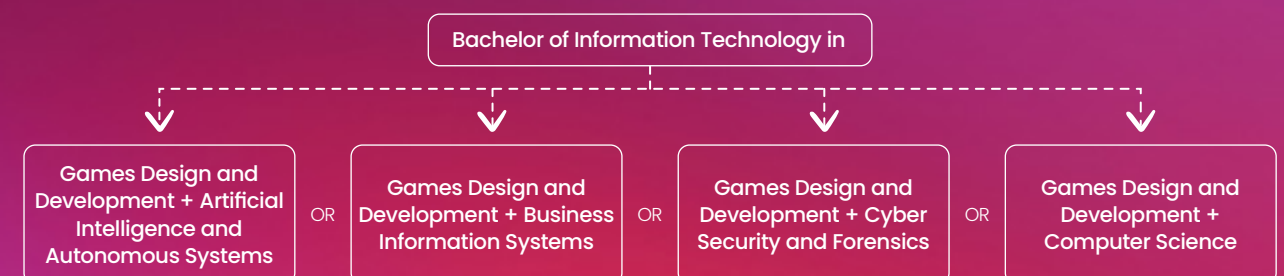 Bachelor of Information Technology in
Games Design and
Development + Artificial
Intelligence and
Autonomous Systems
OR
Games Design and
Development + Business
Information Systems
OR
Games Design and
Development + Cyber
Security and Forensics
OR
Games Design and
Development +
Computer Science